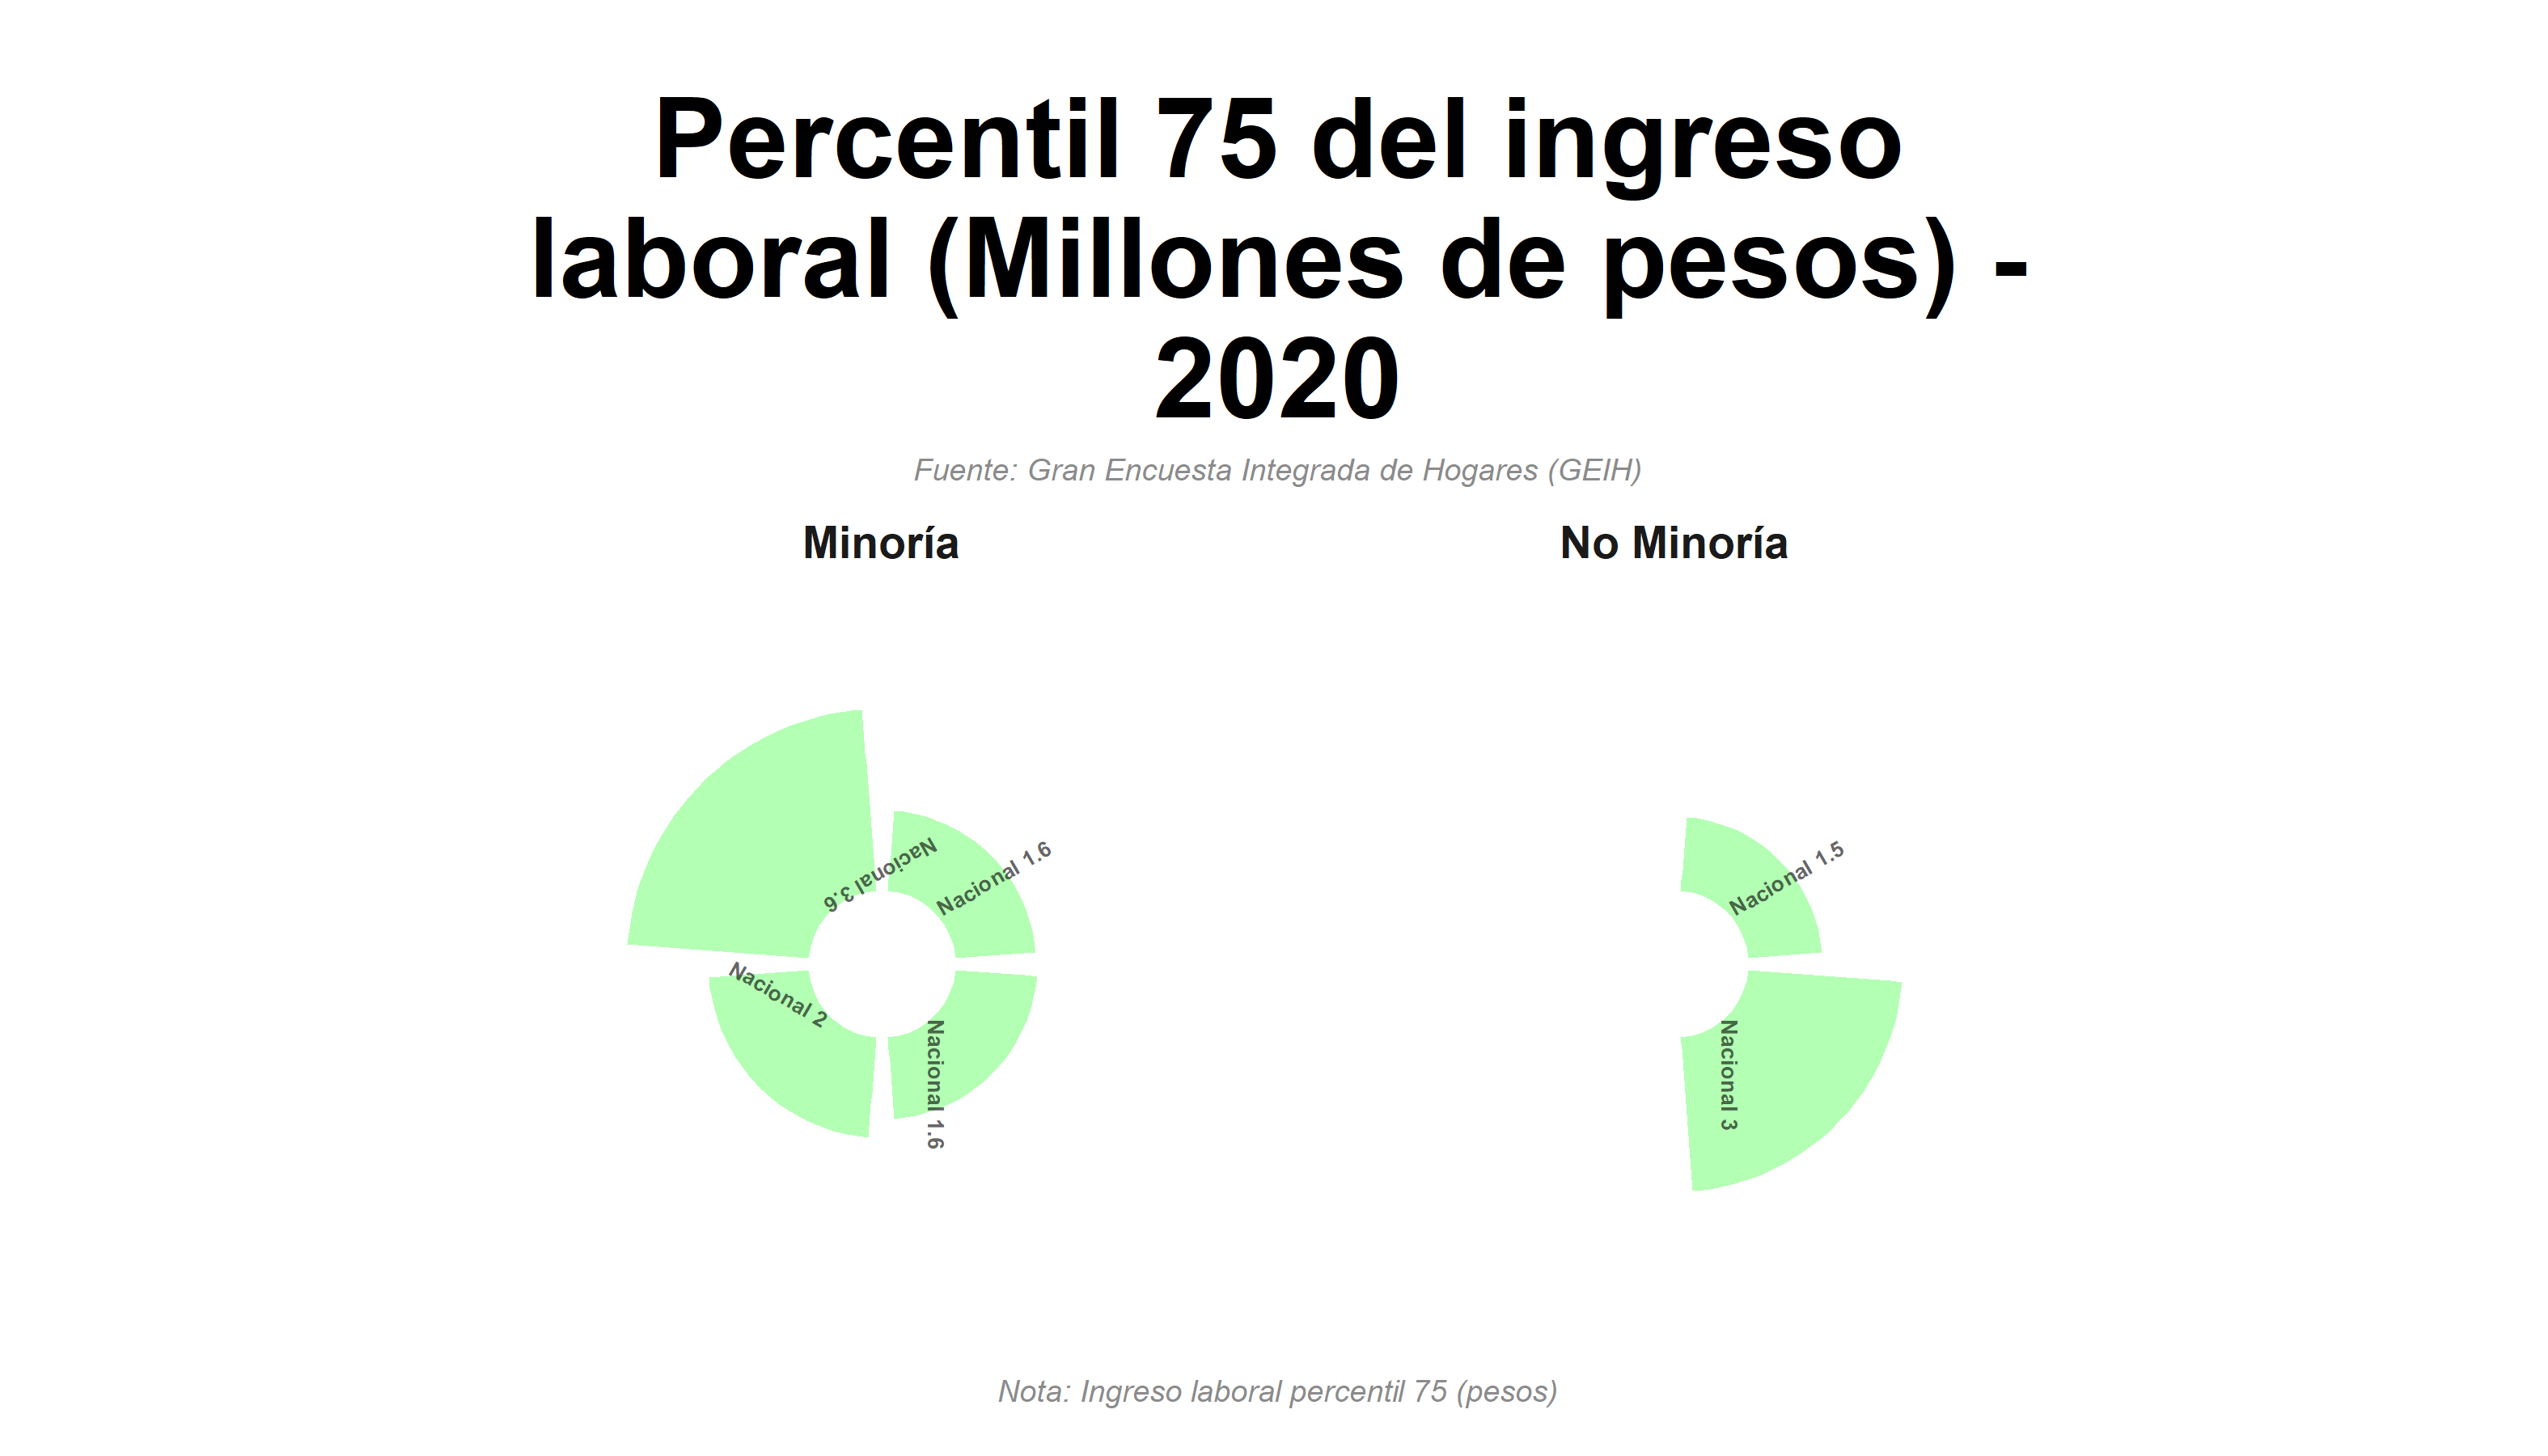 Percentil 75 del ingreso
laboral (Millones de pesos) -
2020
Fuente: Gran Encuesta Integrada de Hogares (GEIH)
Minoría
No Minoría
Nacional 3.6
Nacional 1.6
Nacional 2
Nacional 1.6
Nacional 1.5
Nacional 3
Nota: Ingreso laboral percentil 75 (pesos)